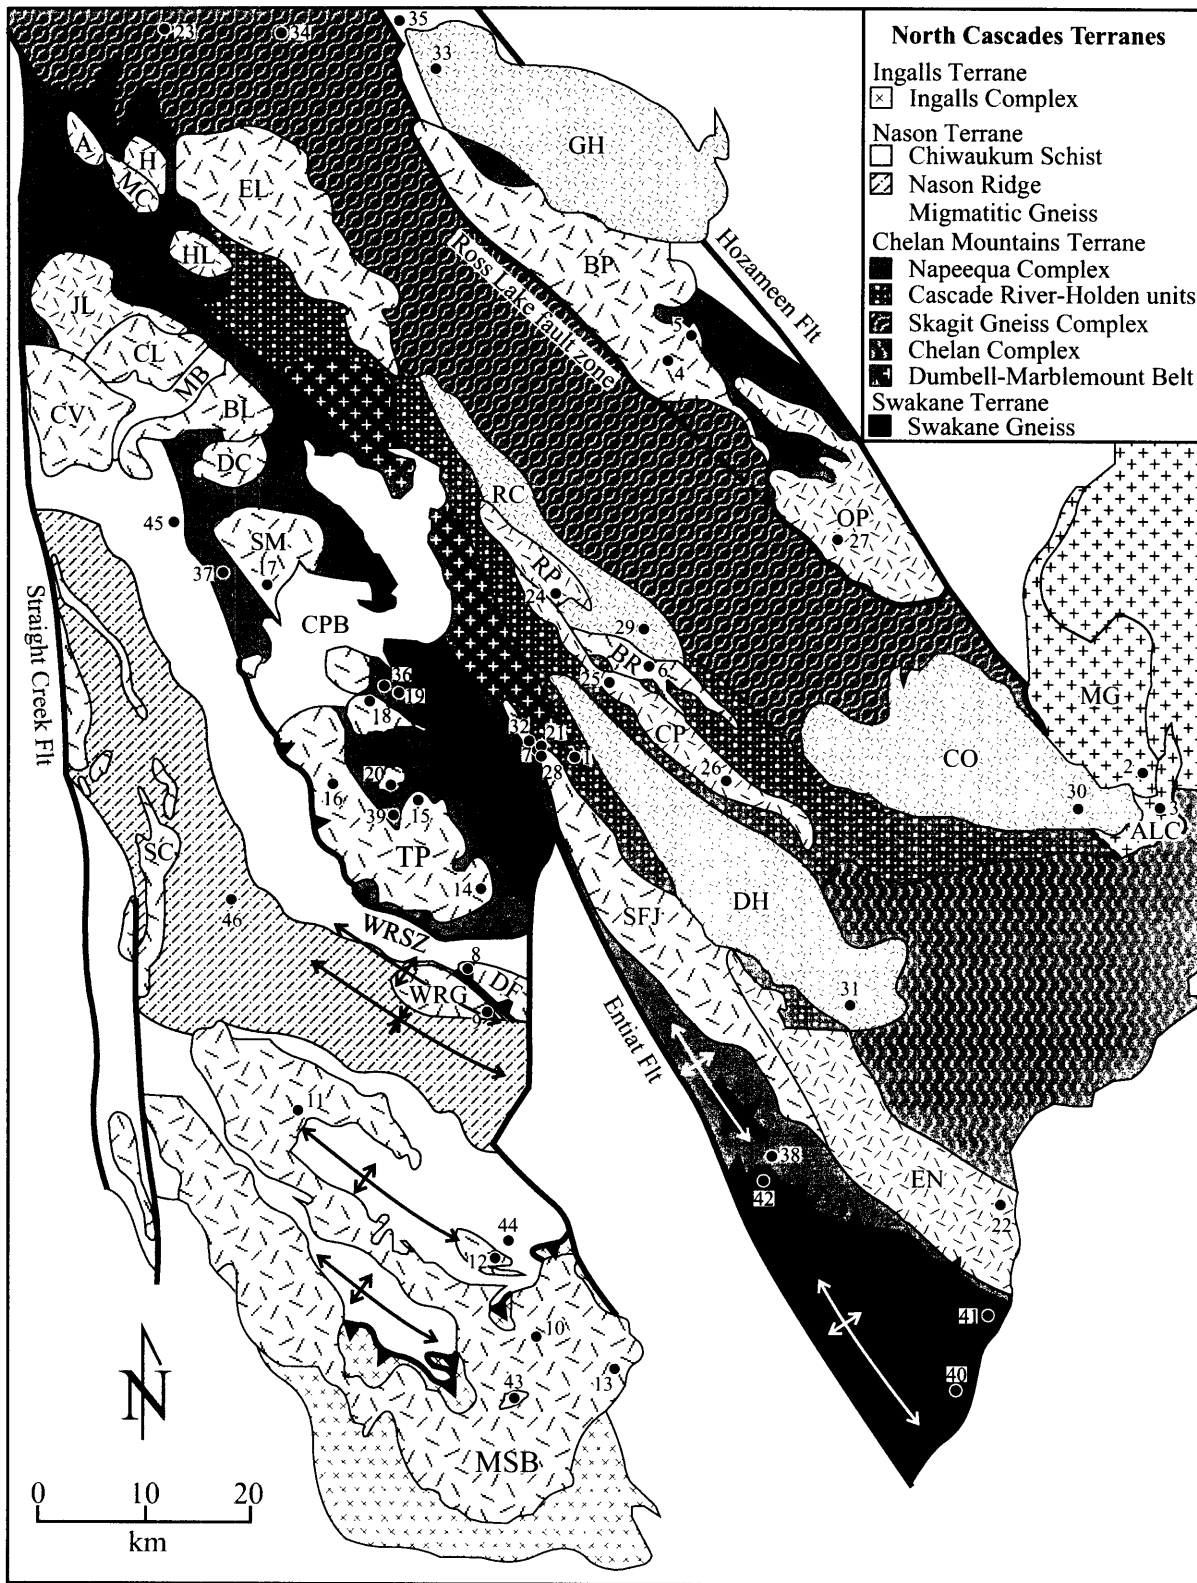 North Cascades Terranes
Ingalls Terrane
Ingalls Complex
Nason Terrane
Chiwaukum Schist
Nason Ridge
Migmatitic Gneiss
Chelan Mountains Terrane
Napeequa Complex
Cascade River-Holden units
Skagit Gneiss Complex
Chelan Complex
Dumbell-Marblemount Belt
Swakane Terrane
Swakane Gneiss
23
34
35
33
GH
A
H
MC
EL
HL
BP
Hozameen Flt
Ross Lake fault zone
JL
CL
MB
CV
BL
DC
5
4
RC
OP
27
45
SM
37
17
RP
24
CPB
29
BR
6
25
Straight Creek Flt
36
19
18
32
21
7
28
1
CP
26
CO
MG
2
30
3
ALC
20
16
39
15
TP
14
SC
46
SFJ
DH
WRSZ
8
DF
WRG
9
31
Entiat Flt
11
38
42
EN
22
44
12
41
10
13
43
40
MSB
N
0
10
20
km